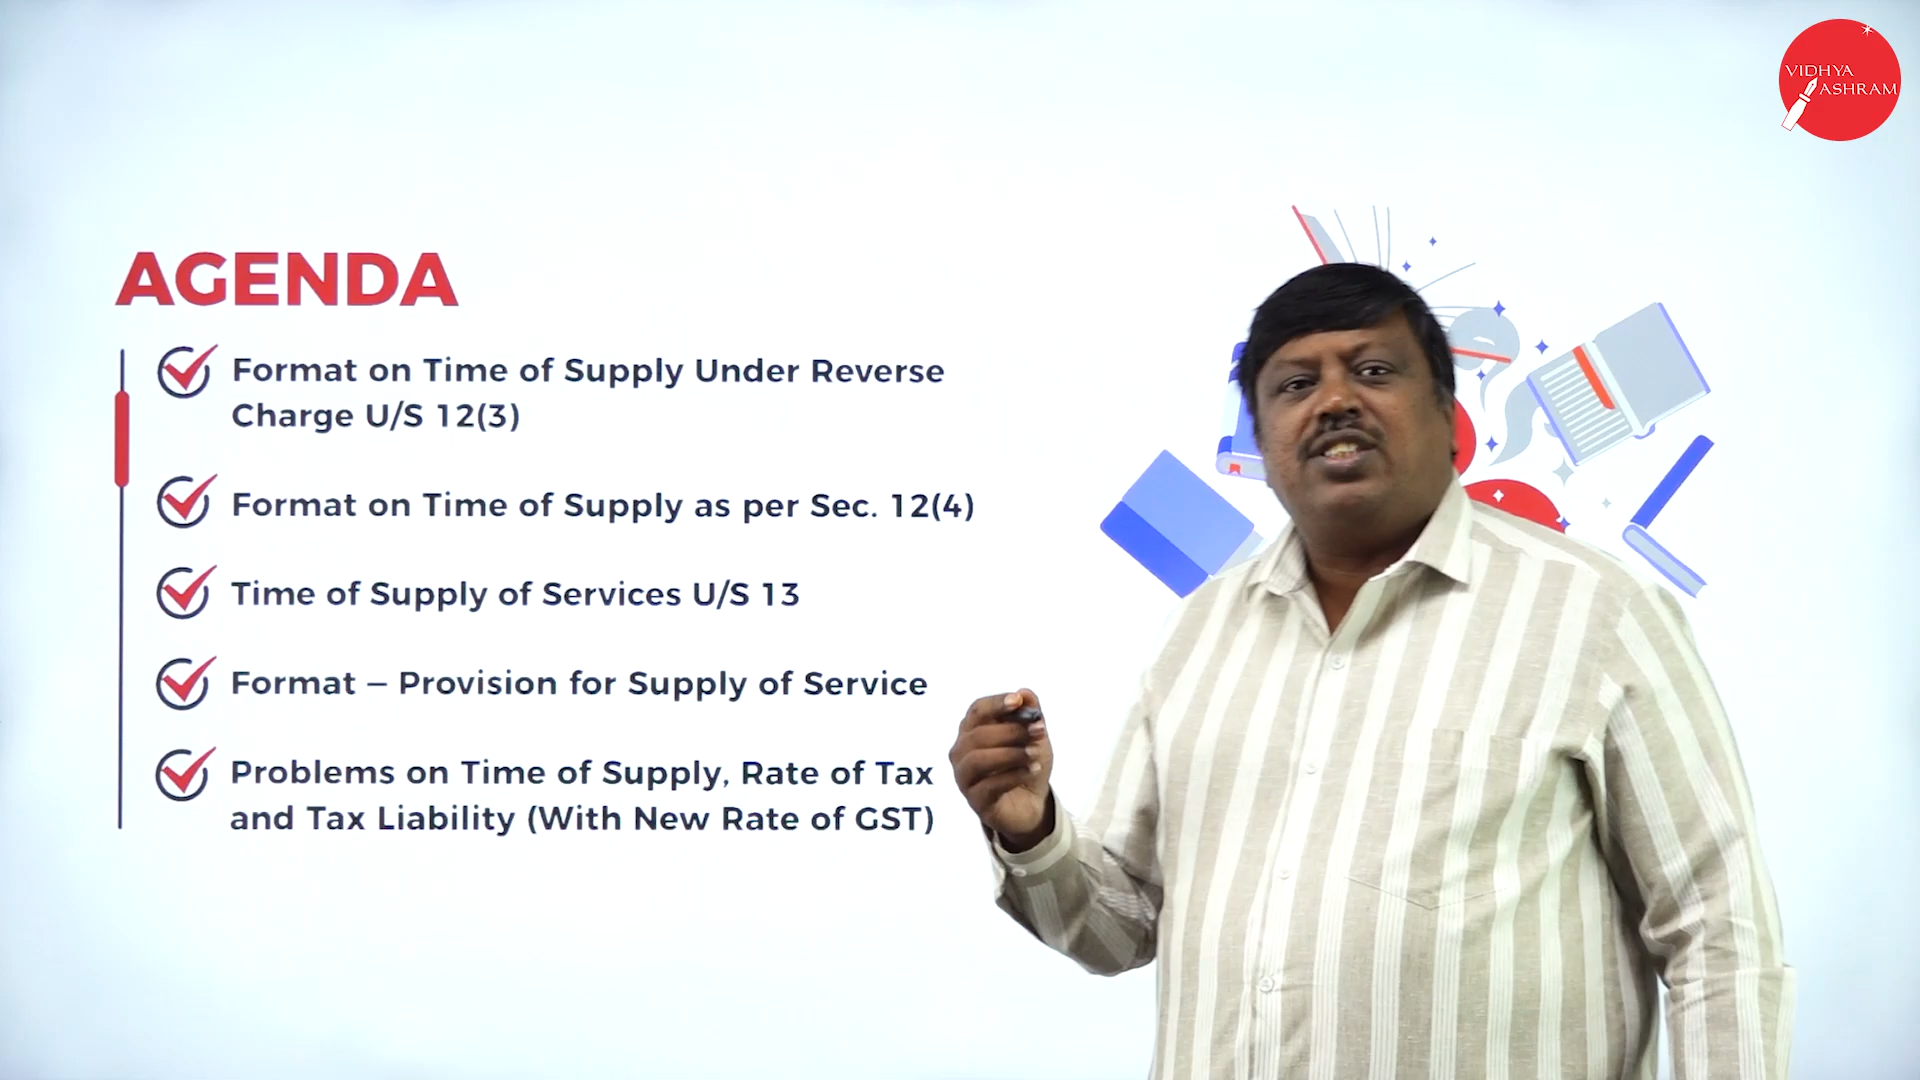 VIDHYA
ASHRAM
AGENDA
Format on Time of Supply Under Reverse
Charge U/S 12(3)
Format on Time of Supply as per Sec. 12(4)
Time of Supply of Services U/S 13
Format – Provision for Supply of Service
Problems on Time of Supply, Rate of Tax
and Tax Liability (With New Rate of GST)